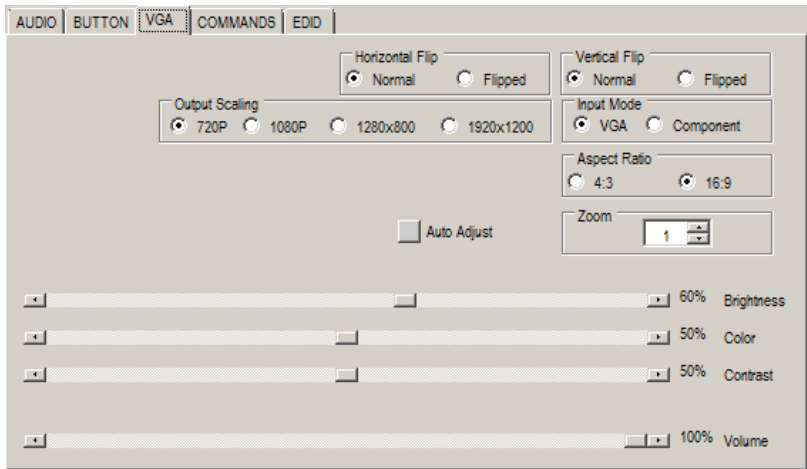 AUDIO BUTTON VGA COMMANDS EDID
Horizontal Flip
Normal Flipped
Vertical Flip
Normal Flipped
Output Scaling
720P 1080P 1280x800 1920x1200
Input Mode
VGA Component
Aspect Ratio
4:3 16:9
Auto Adjust
Zoom
1
60% Brightness
50% Color
50% Contrast
100% Volume